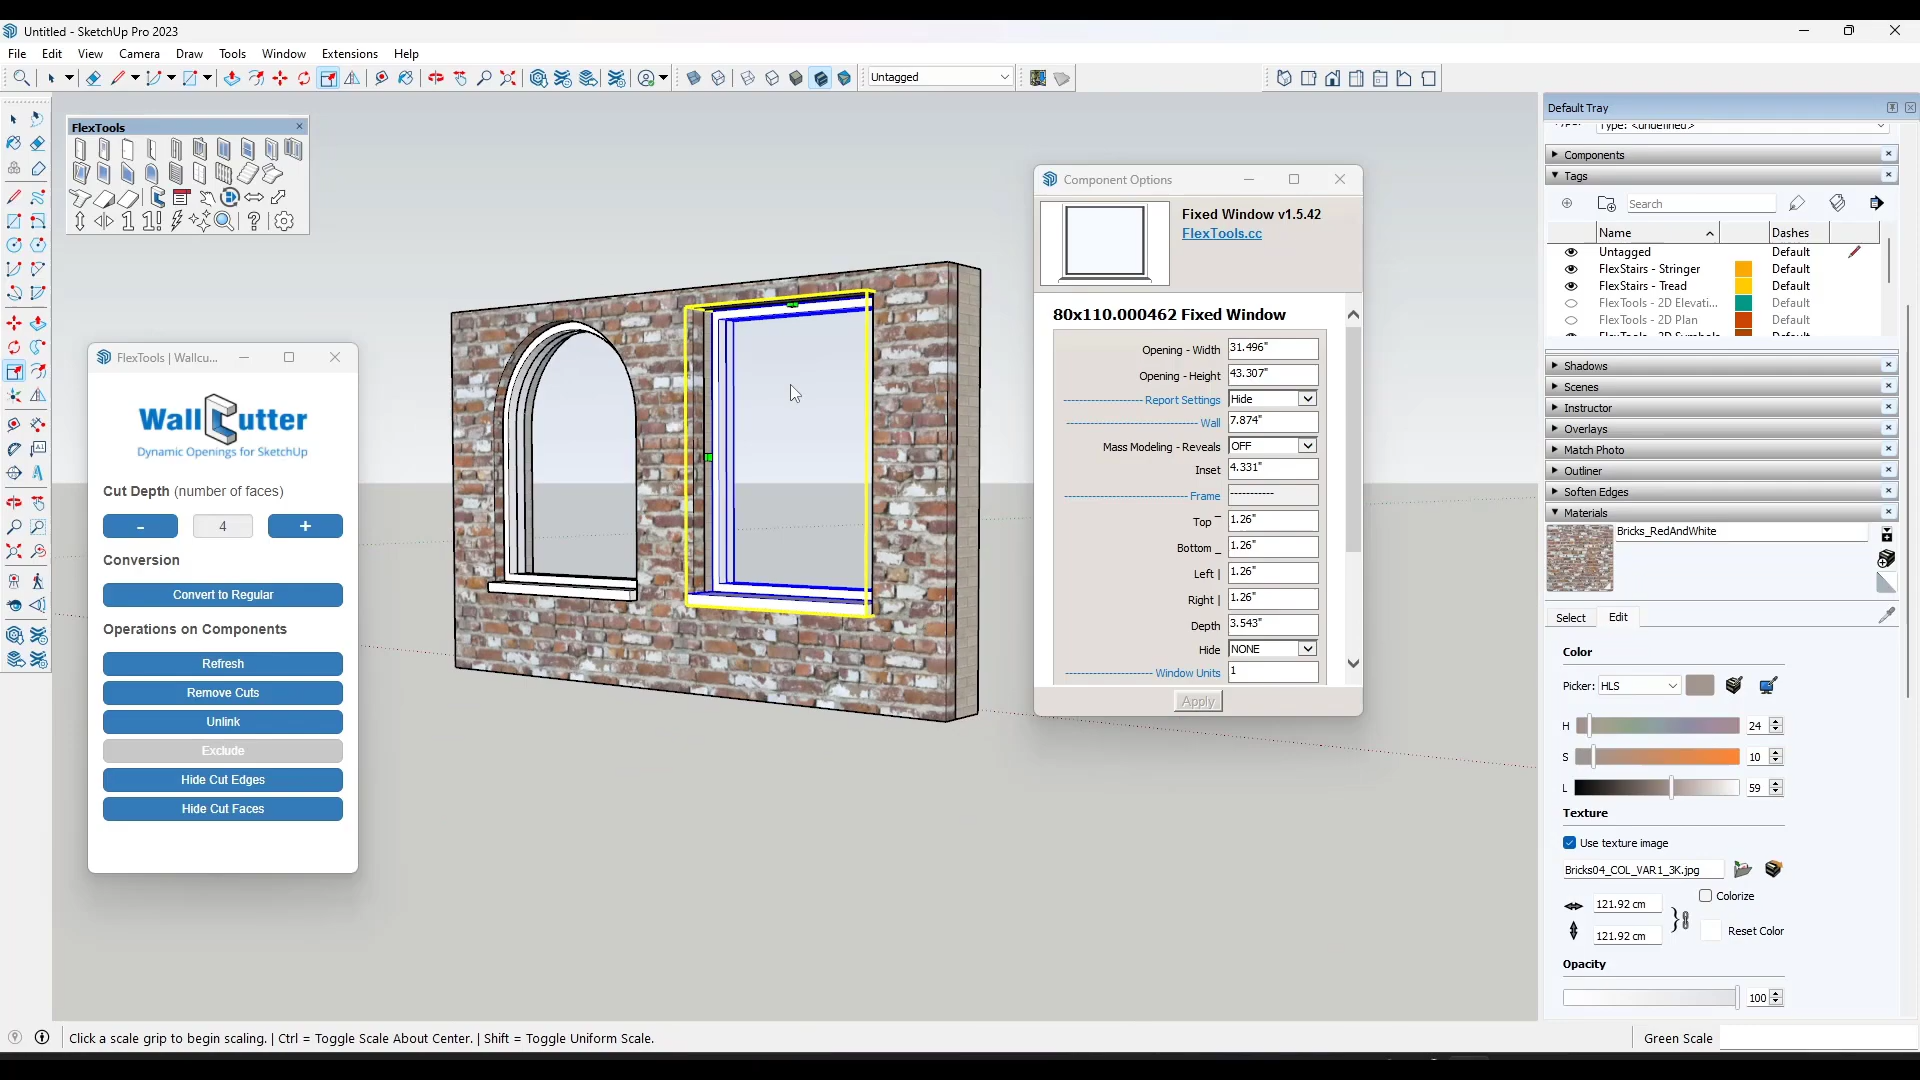 Untitled - SketchUp Pro 2023
File Edit View Camera Draw Tools Window Extensions Help
Untagged
FlexTools
FlexTools | Wallcu...
WallCutter
Dynamic Openings for SketchUp
Cut Depth (number of faces)
- 4 +
Conversion
Convert to Regular
Operations on Components
Refresh
Remove Cuts
Unlink
Exclude
Hide Cut Edges
Hide Cut Faces
Component Options
Fixed Window v1.5.42
FlexTools.cc
80x110.000462 Fixed Window
Opening - Width 31.496"
Opening - Height 43.307"
Report Settings Hide
Wall 7.874"
Mass Modeling - Reveals OFF
Inset 4.331"
Frame -----------
Top 1.26"
Bottom _ 1.26"
Left | 1.26"
Right | 1.26"
Depth 3.543"
Hide NONE
Window Units 1
Apply
Default Tray
Type: <undefined>
Components
Tags
Search
Name Dashes
Untagged Default
FlexStairs - Stringer Default
FlexStairs - Tread Default
FlexTools - 2D Elevati... Default
FlexTools - 2D Plan Default
Shadows
Scenes
Instructor
Overlays
Match Photo
Outliner
Soften Edges
Materials
Bricks_RedAndWhite
Select Edit
Color
Picker: HLS
H 24
S 10
L 59
Texture
Use texture image
Bricks04_COL_VAR1_3K.jpg
Colorize
121.92 cm
121.92 cm
Reset Color
Opacity
100
Click a scale grip to begin scaling. | Ctrl = Toggle Scale About Center. | Shift = Toggle Uniform Scale.
Green Scale